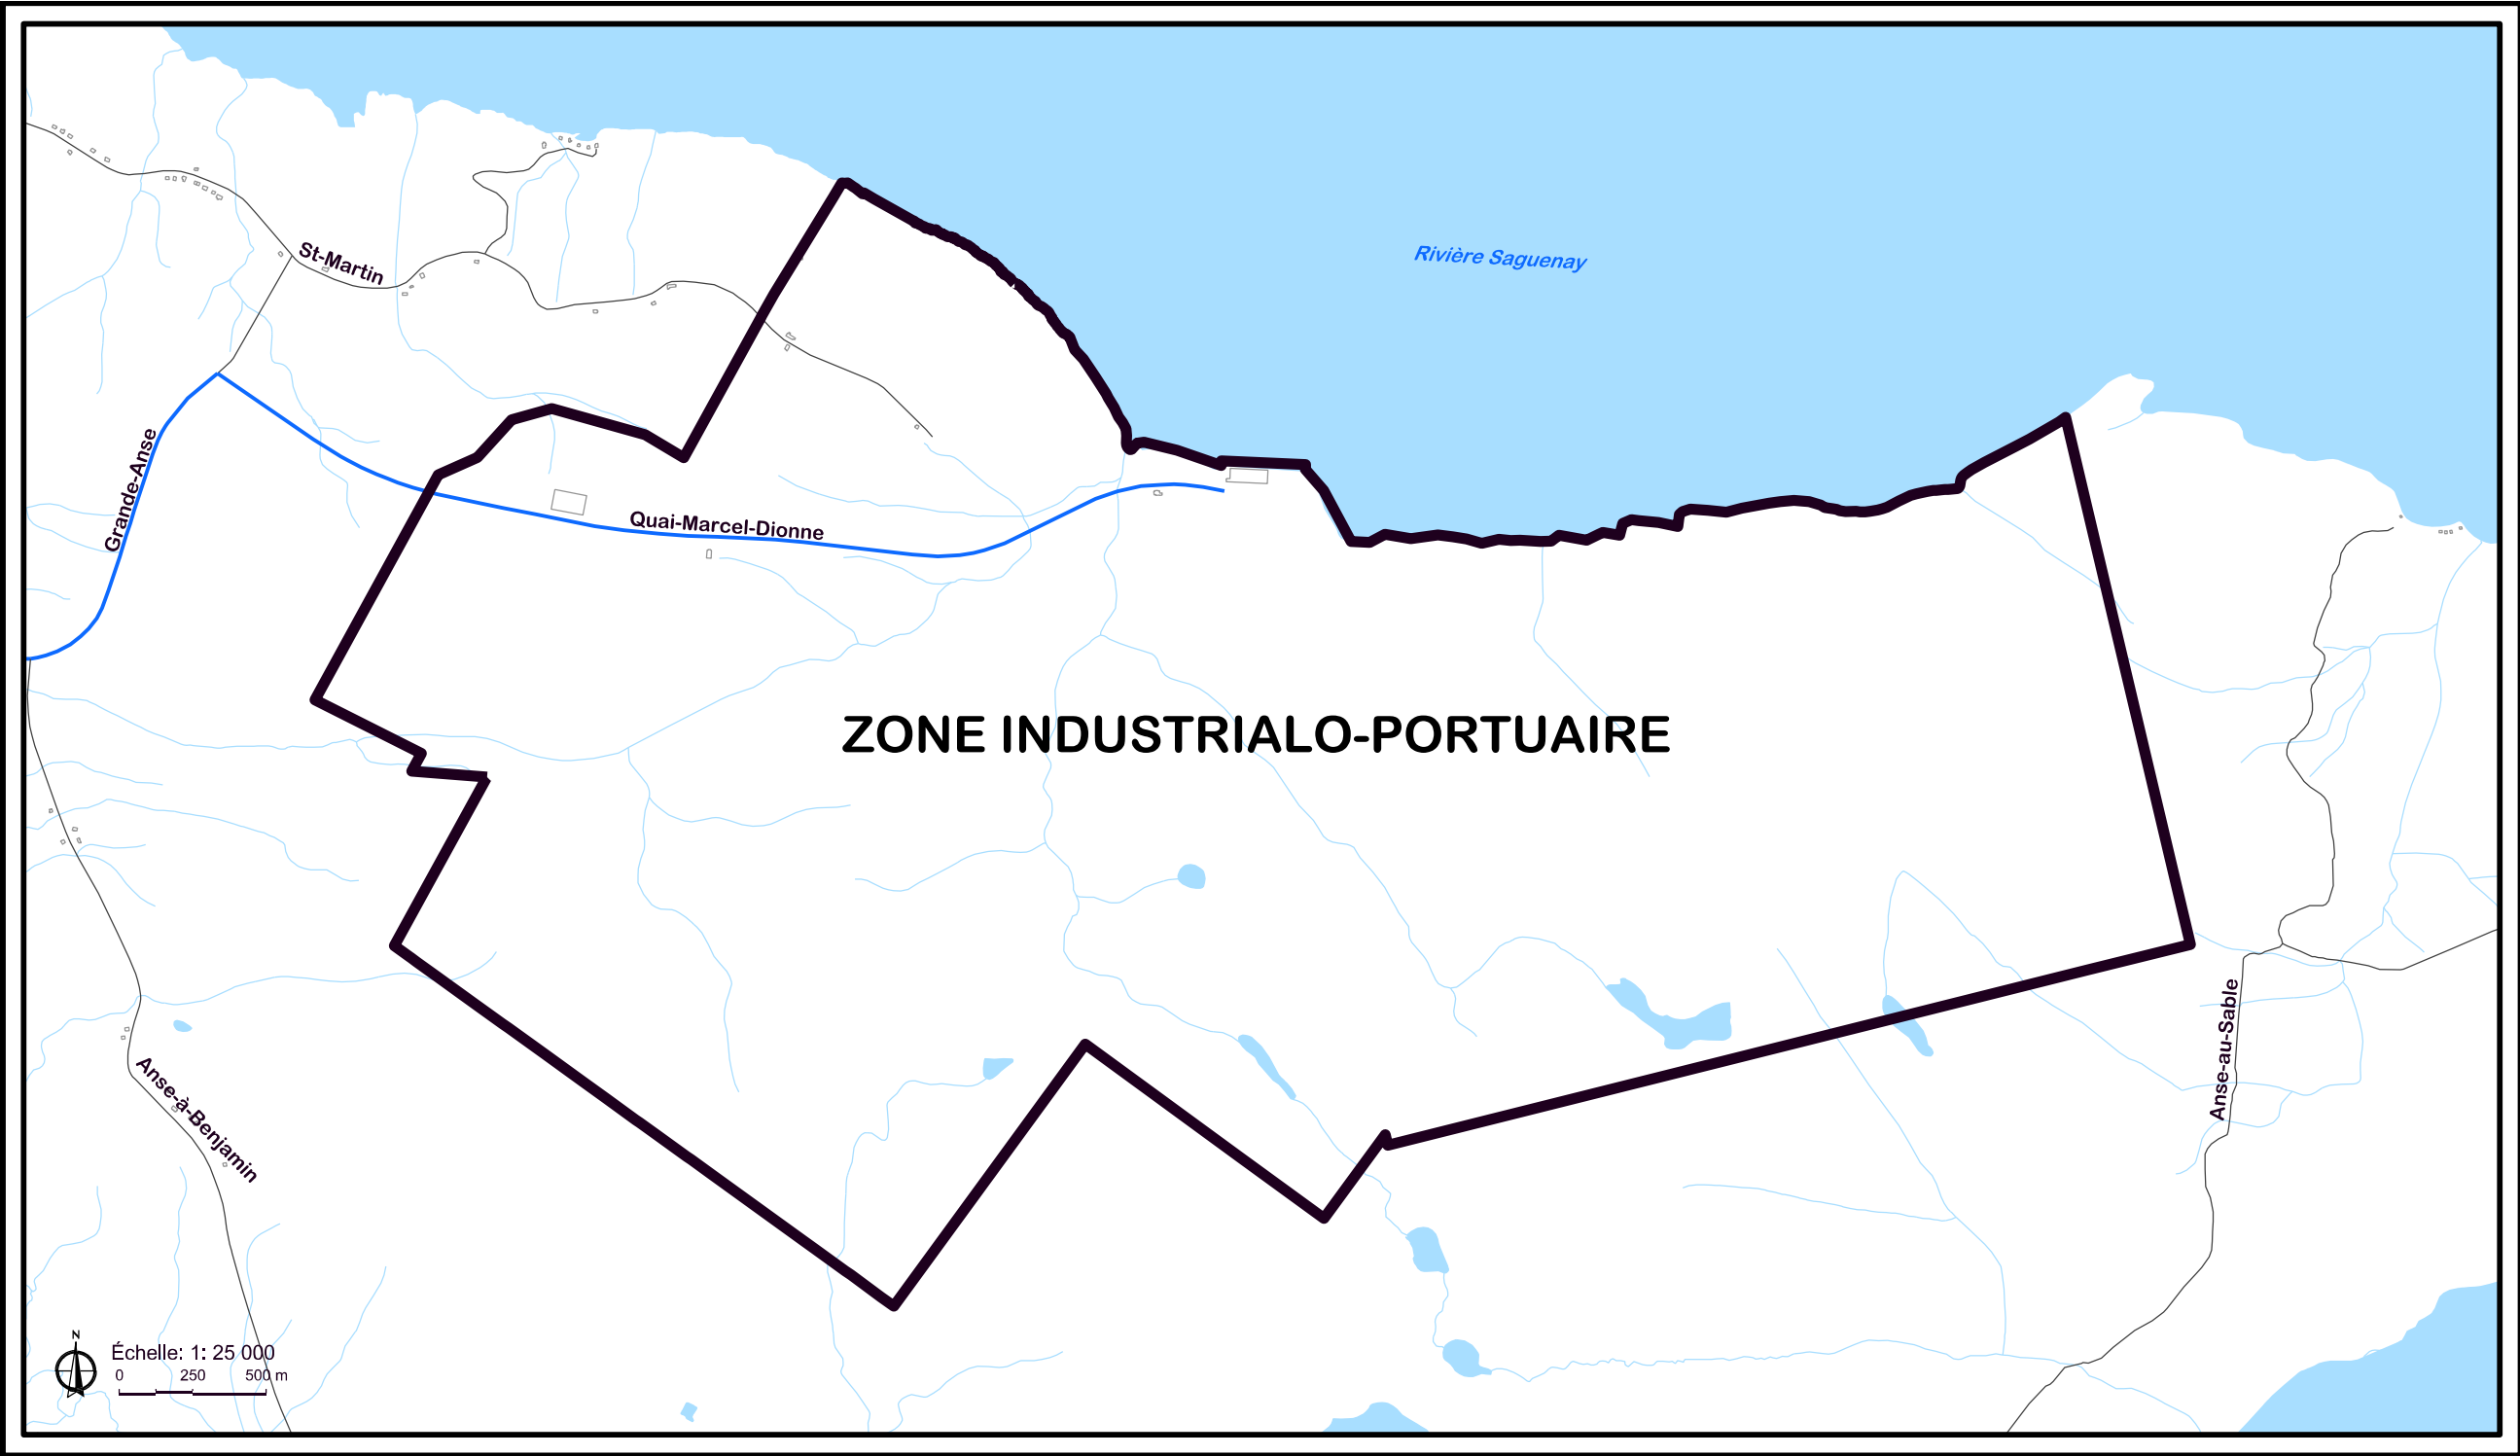 Rivière Saguenay
St-Martin
Grande-Anse
Quai-Marcel-Dionne
ZONE INDUSTRIALO-PORTUAIRE
Anse-au-Sable
Anse-à-Benjamin
N
Échelle: 1: 25 000
0 250 500 m